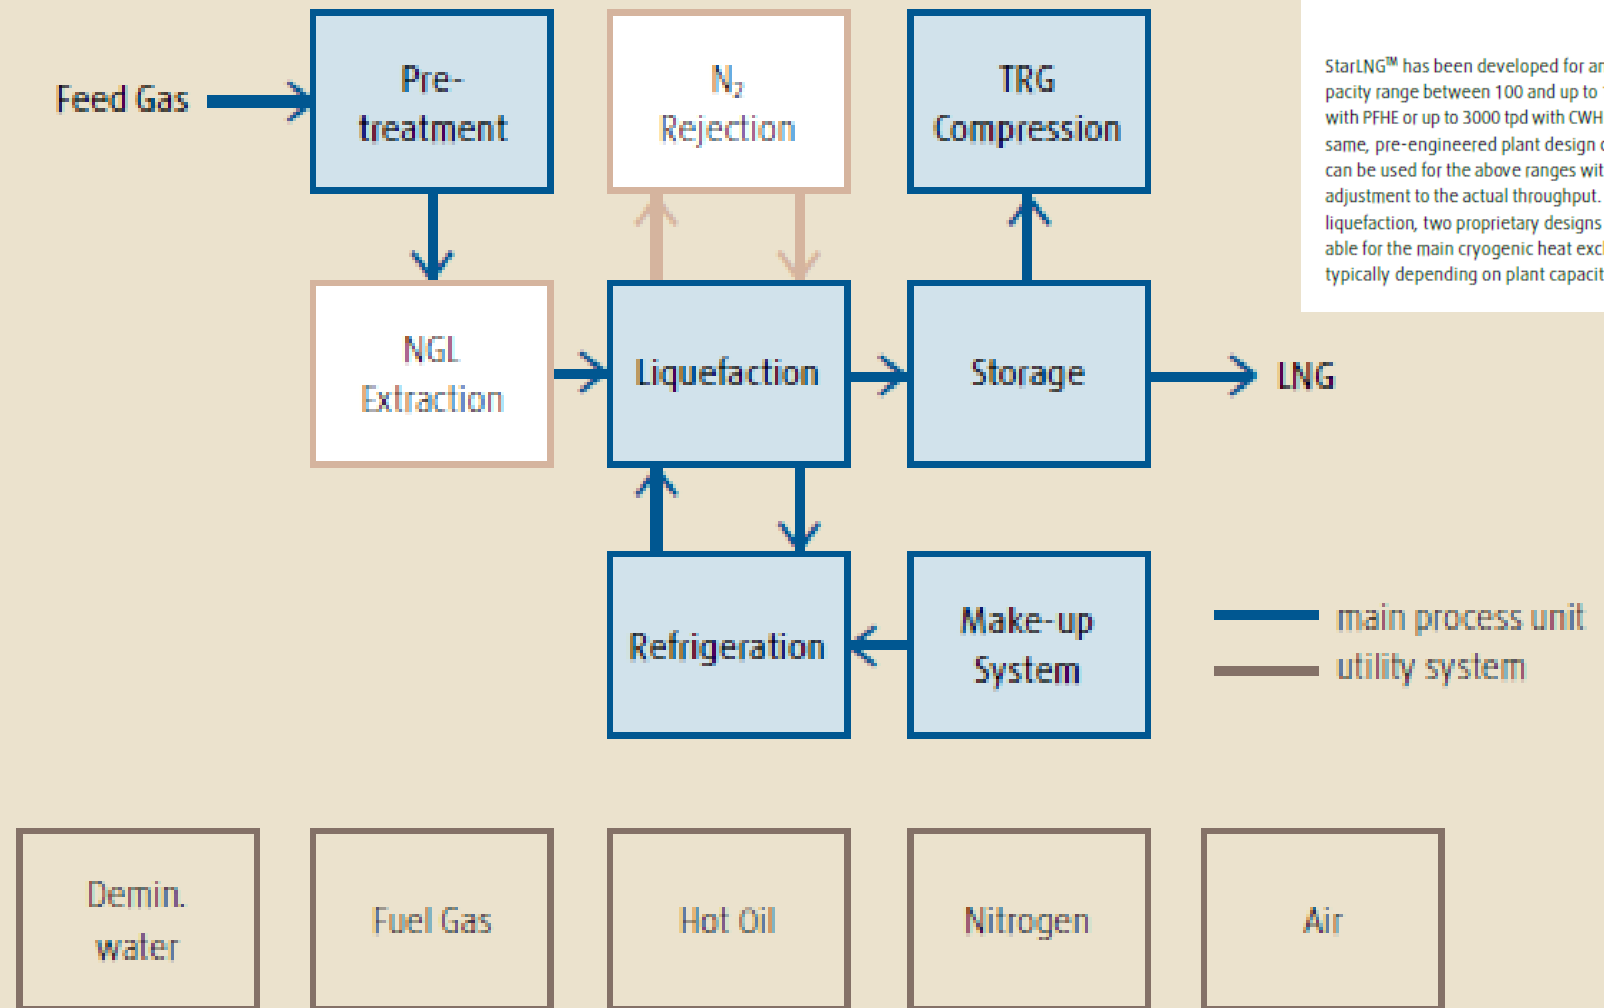 StarLNG™ has been developed for an
pacity range between 100 and up to
with PFHE or up to 3000 tpd with CWH
same, pre-engineered plant design
can be used for the above ranges wit
adjustment to the actual throughput.
liquefaction, two proprietary designs
able for the main cryogenic heat exc
typically depending on plant capacit
Feed Gas
Pre-
treatment
N₂
Rejection
TRG
Compression
NGL
Extraction
Liquefaction
Storage
LNG
Refrigeration
Make-up
System
main process unit
utility system
Demin.
water
Fuel Gas
Hot Oil
Nitrogen
Air